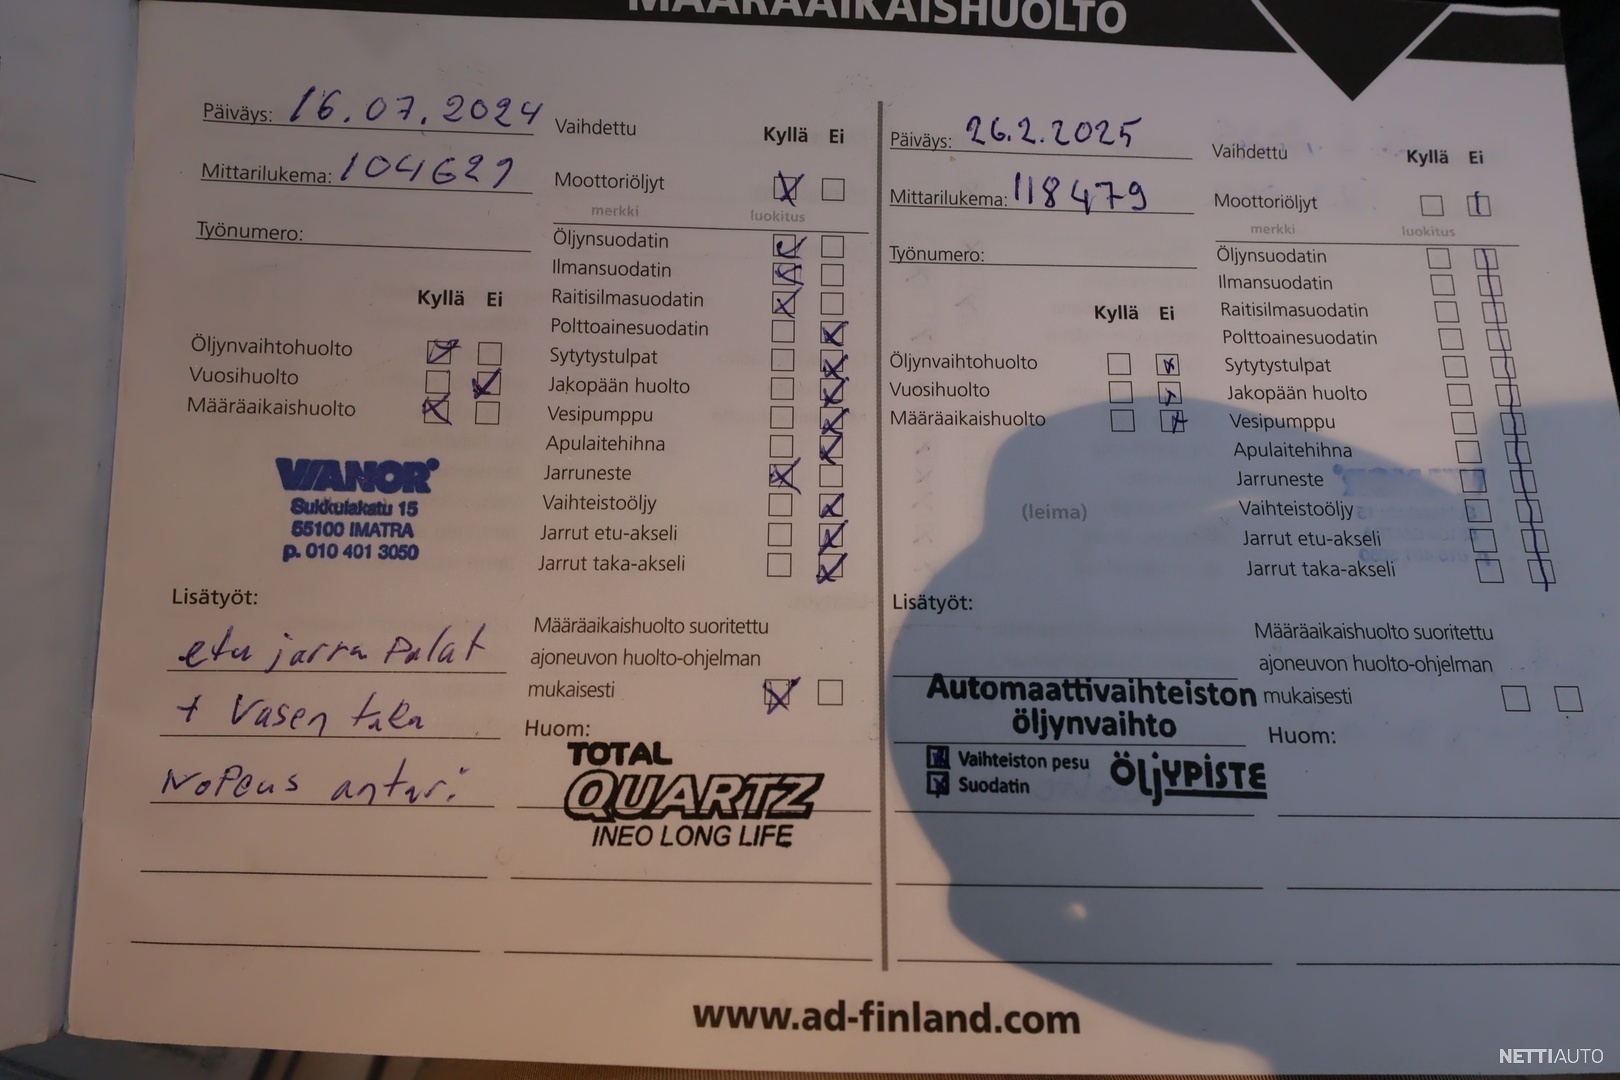 MÄÄRÄAIKAISHUOLTO
Päiväys: 16.07.2024
Mittarilukema: 104627
Työnumero:
Kyllä Ei
Öljynvaihtohuolto
Vuosihuolto
Määräaikaishuolto
VIANOR
Sukkulakatu 15
55100 IMATRA
p. 010 401 3050
Lisätyöt:
etu jarru Palat
+ Vasen taka
Nopeus anturi
Vaihdettu Kyllä Ei
Moottoriöljyt
merkki luokitus
Öljynsuodatin
Ilmansuodatin
Raitisilmasuodatin
Polttoainesuodatin
Sytytystulpat
Jakopään huolto
Vesipumppu
Apulaitehihna
Jarruneste
Vaihteistoöljy
Jarrut etu-akseli
Jarrut taka-akseli
Määräaikaishuolto suoritettu
ajoneuvon huolto-ohjelman
mukaisesti
Huom:
TOTAL
QUARTZ
INEO LONG LIFE
Päiväys: 26.2.2025
Mittarilukema: 118479
Työnumero:
Kyllä Ei
Öljynvaihtohuolto
Vuosihuolto
Määräaikaishuolto
(leima)
Lisätyöt:
Automaattivaihteiston
öljynvaihto
Vaihteiston pesu
Suodatin
ÖljYPISTE
Vaihdettu Kyllä Ei
Moottoriöljyt
merkki luokitus
Öljynsuodatin
Ilmansuodatin
Raitisilmasuodatin
Polttoainesuodatin
Sytytystulpat
Jakopään huolto
Vesipumppu
Apulaitehihna
Jarruneste
Vaihteistoöljy
Jarrut etu-akseli
Jarrut taka-akseli
Määräaikaishuolto suoritettu
ajoneuvon huolto-ohjelman
mukaisesti
Huom:
www.ad-finland.com
NETTIAUTO